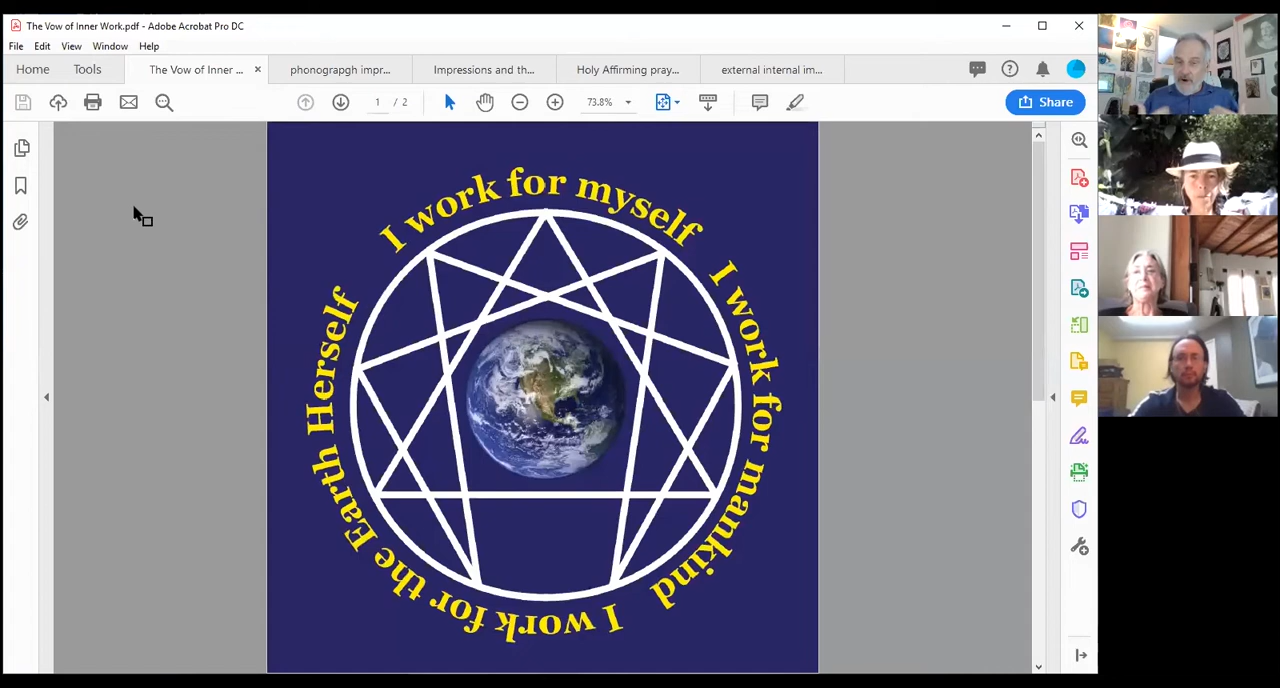 The Vow of Inner Work.pdf - Adobe Acrobat Pro DC
File Edit View Window Help
Home Tools The Vow of Inner ... × phonograpgh impr... Impressions and th... Holy Affirming pray... external internal im...
1 / 2 73.8% Share
I work for myself
I work for mankind
I work for the Earth Herself